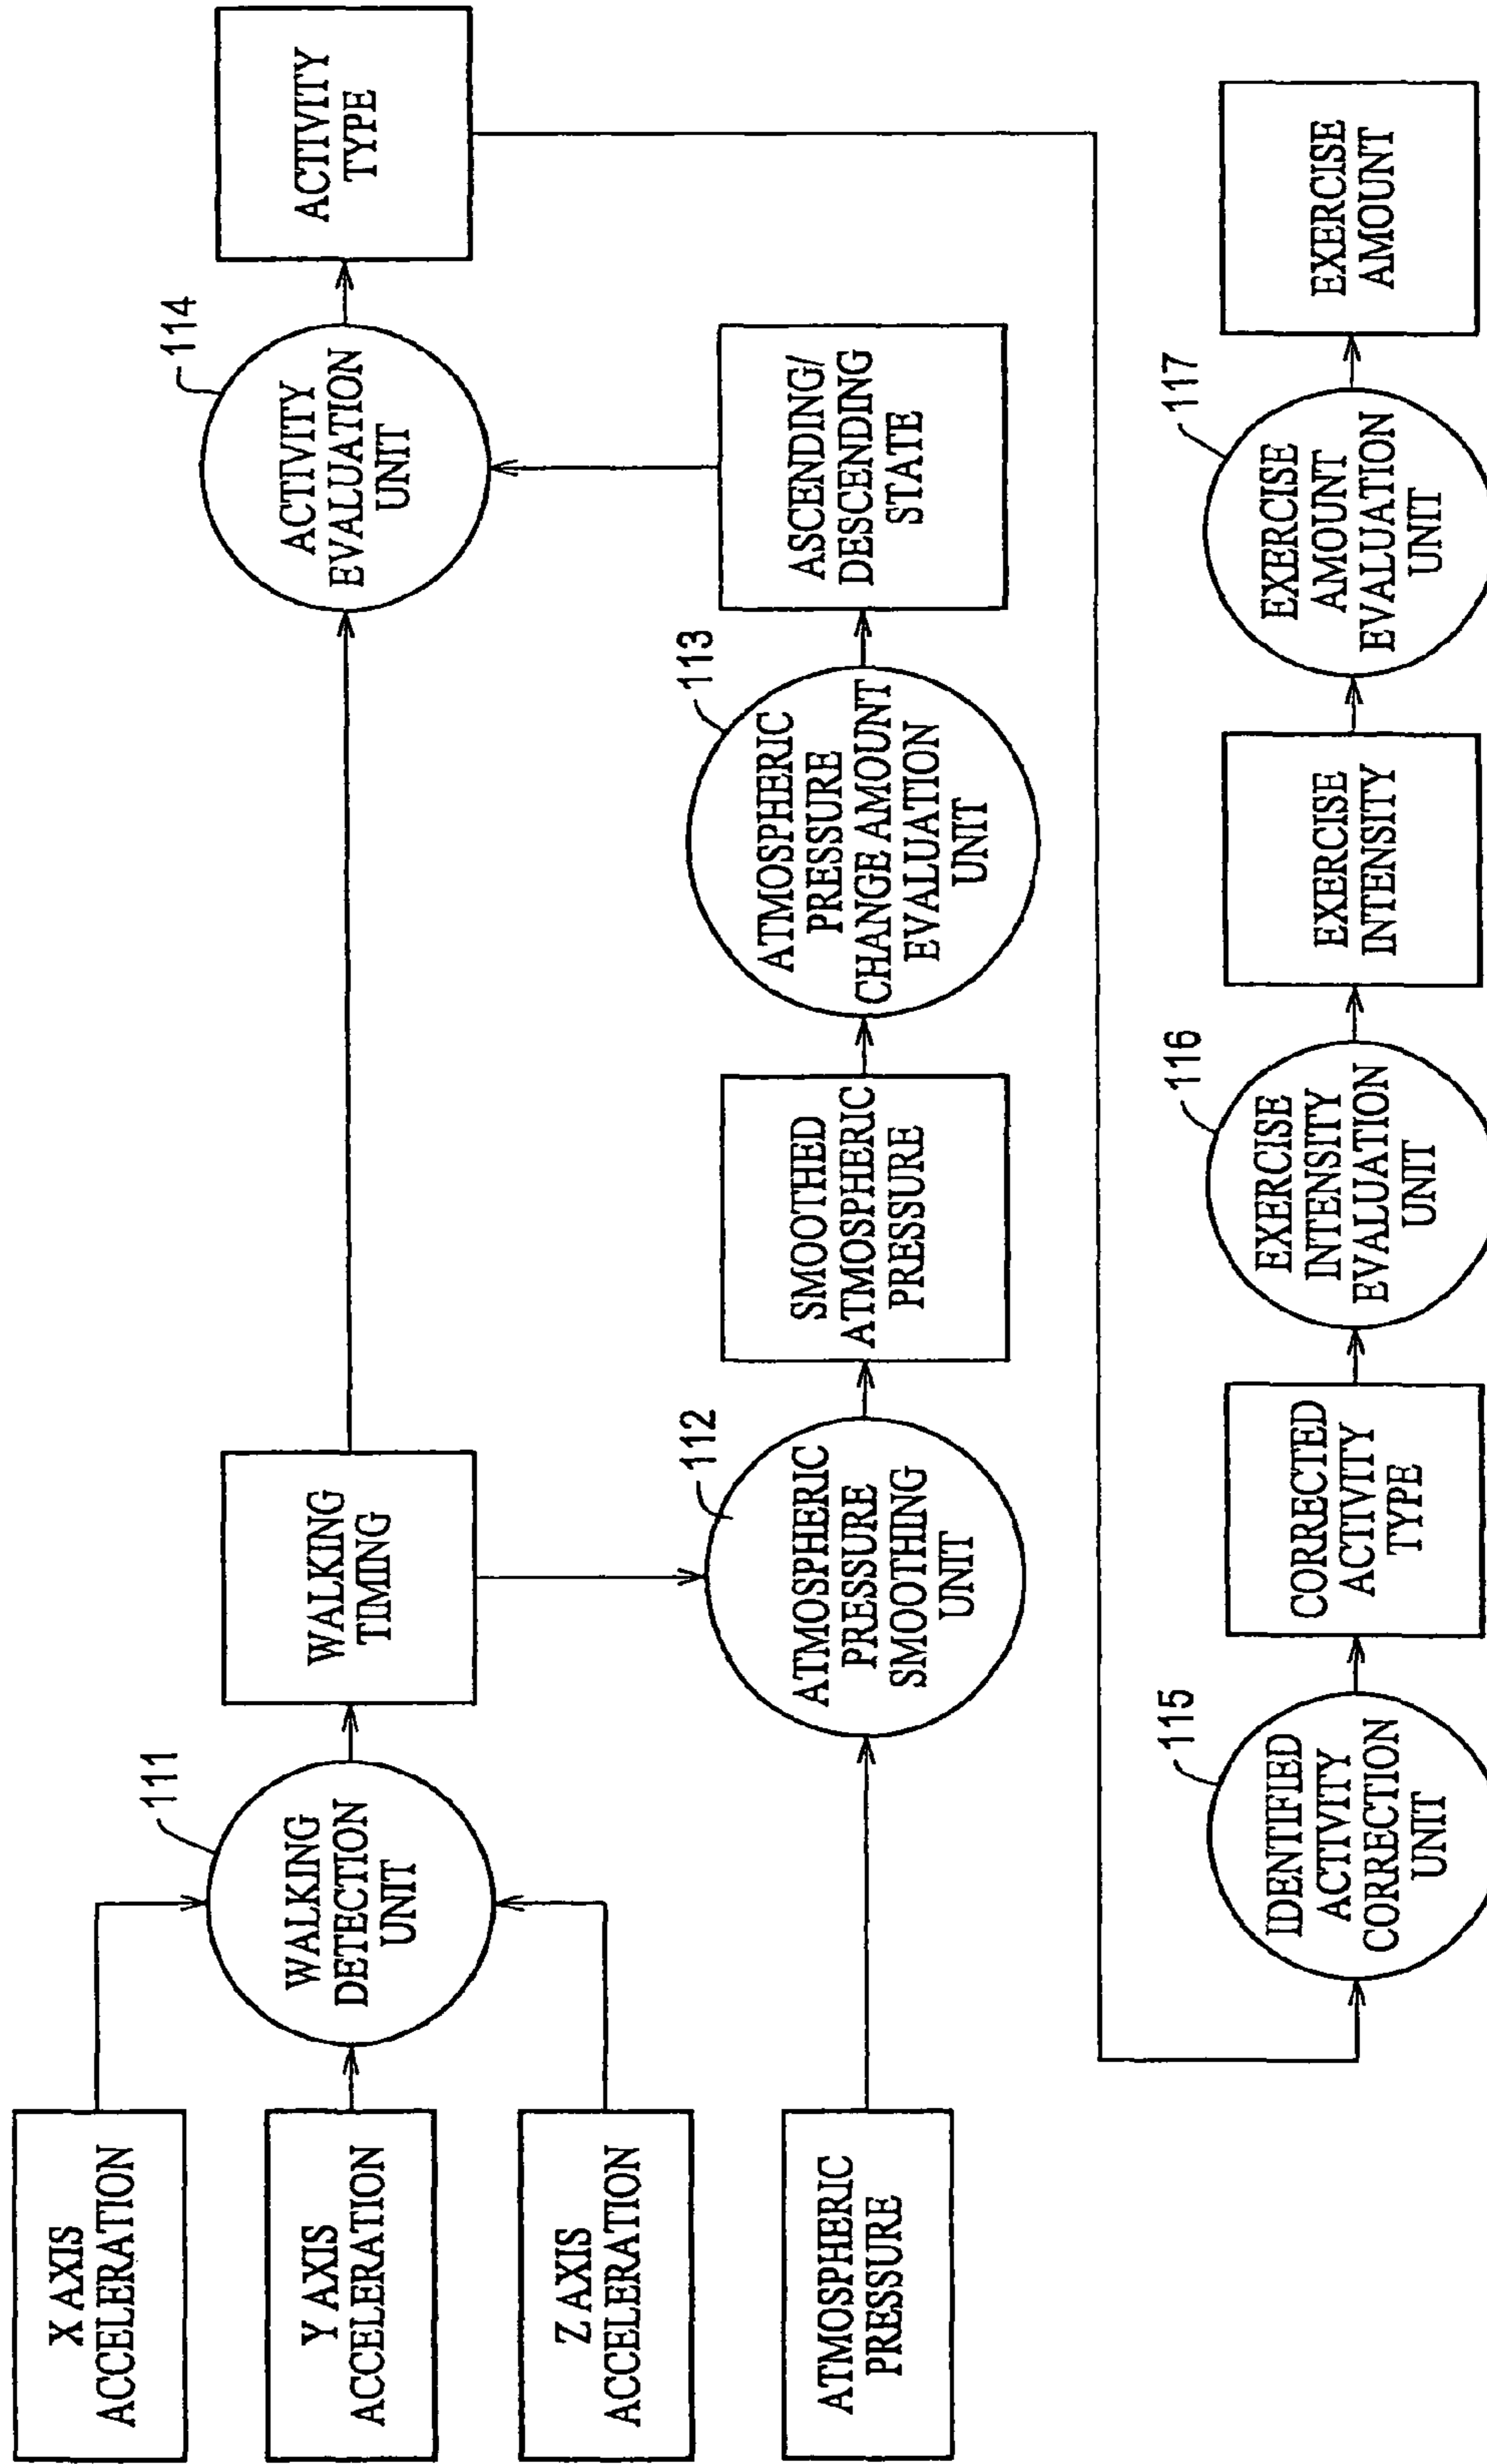 X AXIS
ACCELERATION
Y AXIS
ACCELERATION
Z AXIS
ACCELERATION
ATMOSPHERIC
PRESSURE
111
WALKING
DETECTION
UNIT
WALKING
TIMING
112
ATMOSPHERIC
PRESSURE
SMOOTHING
UNIT
SMOOTHED
ATMOSPHERIC
PRESSURE
113
ATMOSPHERIC
PRESSURE
CHANGE AMOUNT
EVALUATION
UNIT
ASCENDING/
DESCENDING
STATE
114
ACTIVITY
EVALUATION
UNIT
ACTIVITY
TYPE
115
IDENTIFIED
ACTIVITY
CORRECTION
UNIT
CORRECTED
ACTIVITY
TYPE
116
EXERCISE
INTENSITY
EVALUATION
UNIT
EXERCISE
INTENSITY
117
EXERCISE
AMOUNT
EVALUATION
UNIT
EXERCISE
AMOUNT